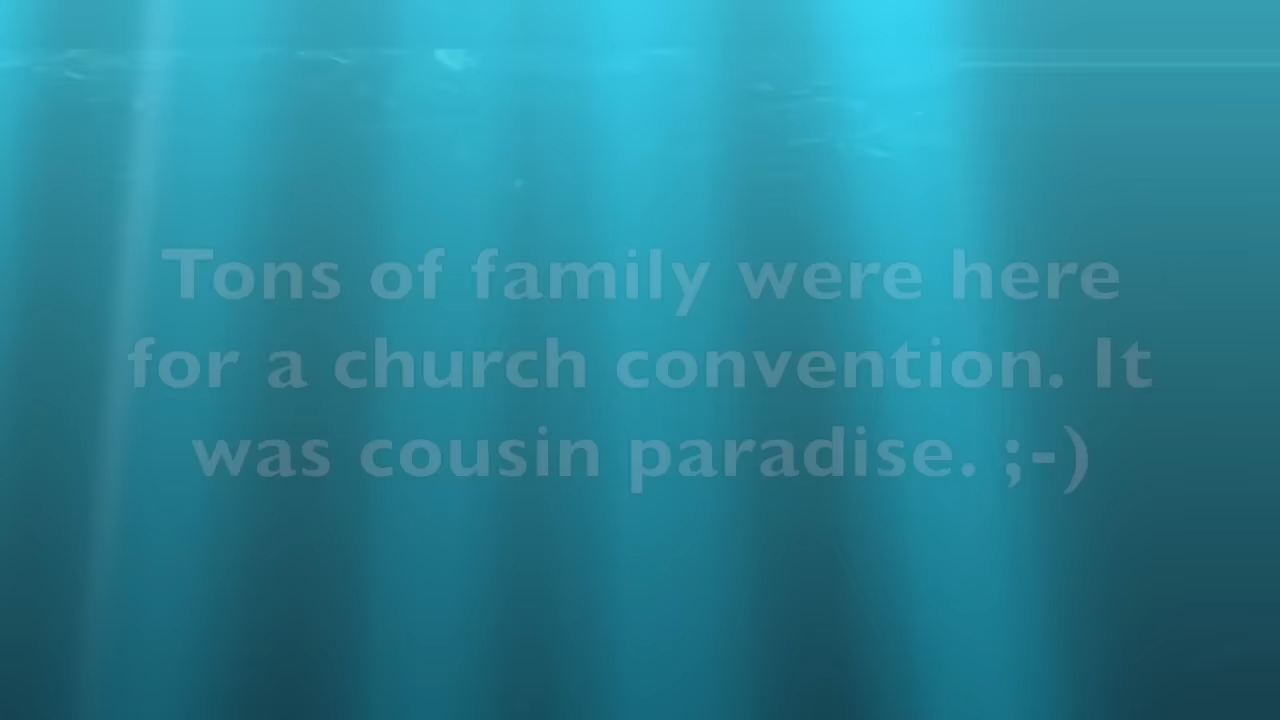 Tons of family were here
for a church convention. It
was cousin paradise. ;-)